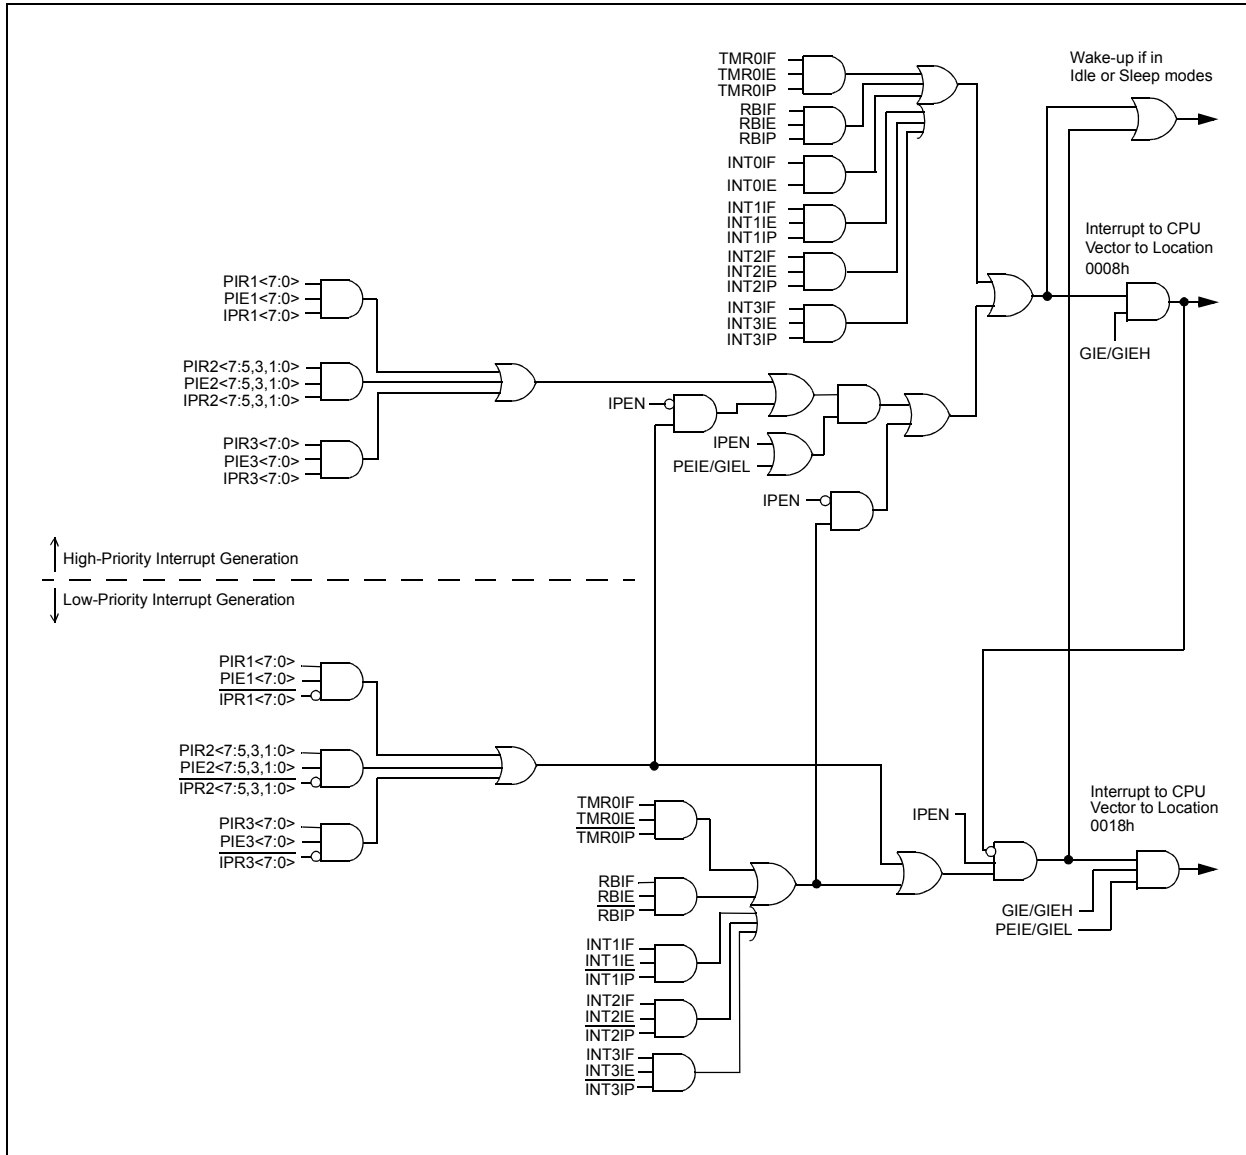 TMR0IF
TMR0IE
TMR0IP
RBIF
RBIE
RBIP
INT0IF
INT0IE
INT1IF
INT1IE
INT1IP
INT2IF
INT2IE
INT2IP
INT3IF
INT3IE
INT3IP
Wake-up if in
Idle or Sleep modes
Interrupt to CPU
Vector to Location
0008h
GIE/GIEH
PIR1<7:0>
PIE1<7:0>
IPR1<7:0>
PIR2<7:5,3,1:0>
PIE2<7:5,3,1:0>
IPR2<7:5,3,1:0>
PIR3<7:0>
PIE3<7:0>
IPR3<7:0>
IPEN
IPEN
PEIE/GIEL
IPEN
High-Priority Interrupt Generation
Low-Priority Interrupt Generation
PIR1<7:0>
PIE1<7:0>
IPR1<7:0>
PIR2<7:5,3,1:0>
PIE2<7:5,3,1:0>
IPR2<7:5,3,1:0>
PIR3<7:0>
PIE3<7:0>
IPR3<7:0>
TMR0IF
TMR0IE
TMR0IP
RBIF
RBIE
RBIP
INT1IF
INT1IE
INT1IP
INT2IF
INT2IE
INT2IP
INT3IF
INT3IE
INT3IP
IPEN
Interrupt to CPU
Vector to Location
0018h
GIE/GIEH
PEIE/GIEL